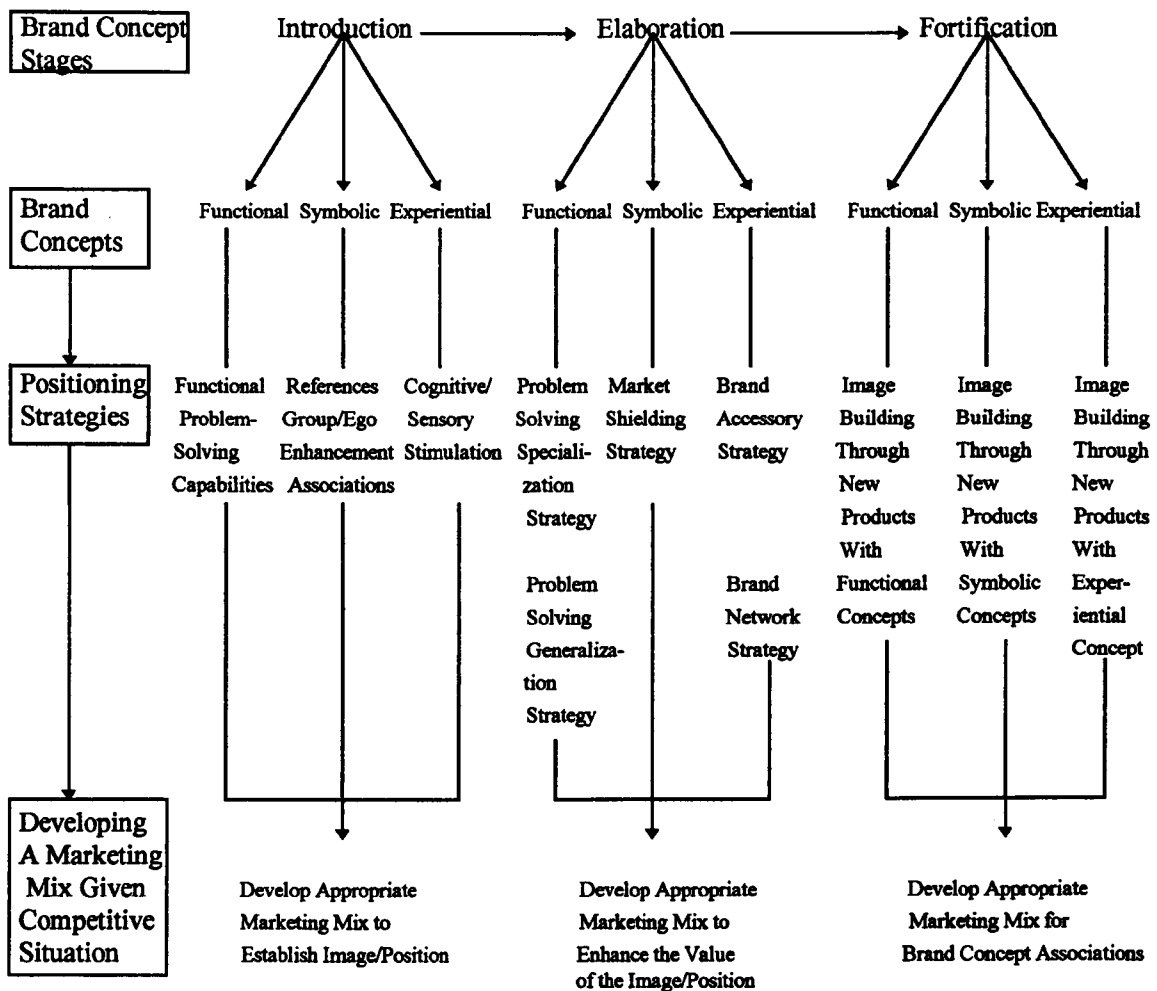 Brand Concept
Stages
Introduction
Elaboration
Fortification
Brand
Concepts
Functional Symbolic Experiential
Functional Symbolic Experiential
Functional Symbolic Experiential
Positioning
Strategies
Functional
Problem-
Solving
Capabilities
References
Group/Ego
Enhancement
Associations
Cognitive/
Sensory
Stimulation
Problem
Solving
Speciali-
zation
Strategy
Problem
Solving
Generaliza-
tion
Strategy
Market
Shielding
Strategy
Brand
Accessory
Strategy
Brand
Network
Strategy
Image
Building
Through
New
Products
With
Functional
Concepts
Image
Building
Through
New
Products
With
Symbolic
Concepts
Image
Building
Through
New
Products
With
Exper-
iential
Concept
Developing
A Marketing
Mix Given
Competitive
Situation
Develop Appropriate
Marketing Mix to
Establish Image/Position
Develop Appropriate
Marketing Mix to
Enhance the Value
of the Image/Position
Develop Appropriate
Marketing Mix for
Brand Concept Associations